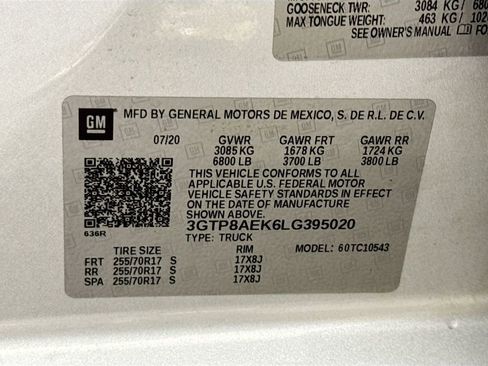 GOOSENECK TWR: 3084 KG/ 680
MAX TONGUE WEIGHT: 463 KG / 102
SEE OWNER'S MANUAL FO
GM
MFD BY GENERAL MOTORS DE MEXICO, S. DE R.L. DE C.V.
07/20 GVWR GAWR FRT GAWR RR
3085 KG 1678 KG 1724 KG
6800 LB 3700 LB 3800 LB
THIS VEHICLE CONFORMS TO ALL
APPLICABLE U.S. FEDERAL MOTOR
VEHICLE SAFETY STANDARDS IN EFFECT
ON THE DATE OF MANUFACTURE
SHOWN ABOVE.
3GTP8AEK6LG395020
TYPE: TRUCK
636R
TIRE SIZE RIM MODEL: 60TC10543
FRT 255/70R17 S 17X8J
RR 255/70R17 S 17X8J
SPA 255/70R17 S 17X8J